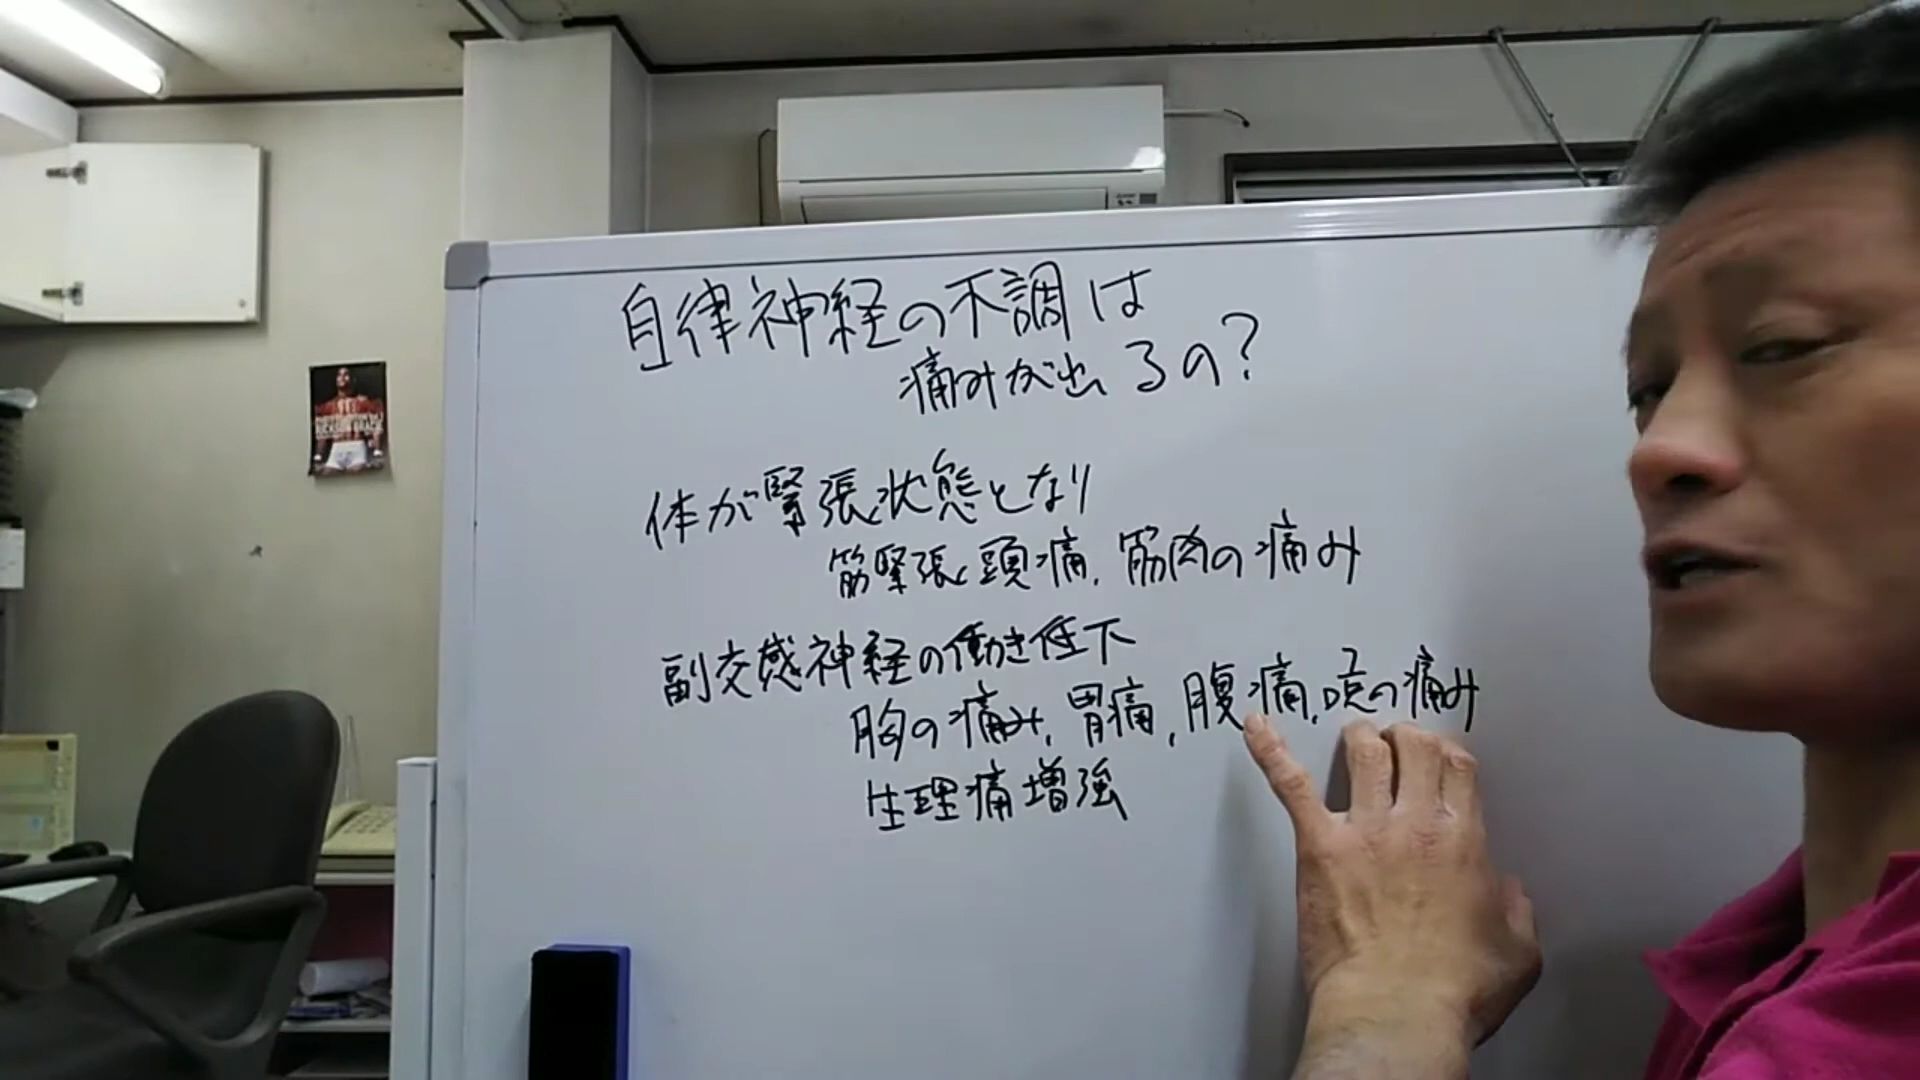 自律神経の不調は
痛みが出るの?
体が緊張状態となり
筋緊張頭痛、筋肉の痛み
副交感神経の働き低下
胸の痛み、胃痛、腹痛、喉の痛み
生理痛増強